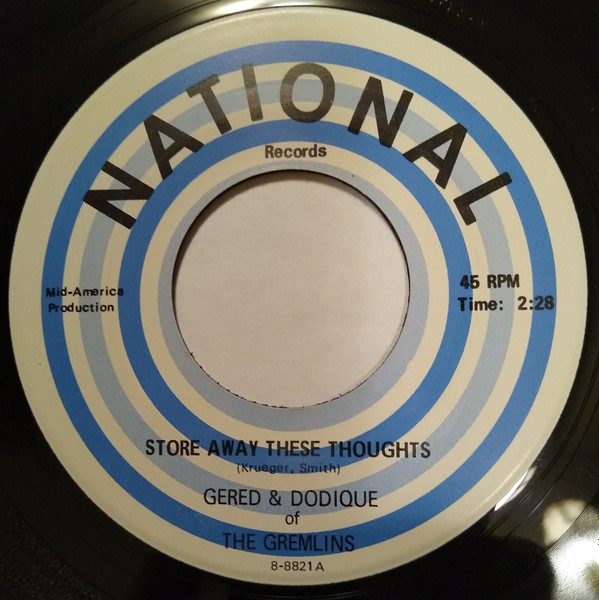 NATIONAL
Records
Mid-America
Production
45 RPM
Time: 2:28
STORE AWAY THESE THOUGHTS
(Krueger, Smith)
GERED & DODIQUE
of
THE GREMLINS
8-8821A